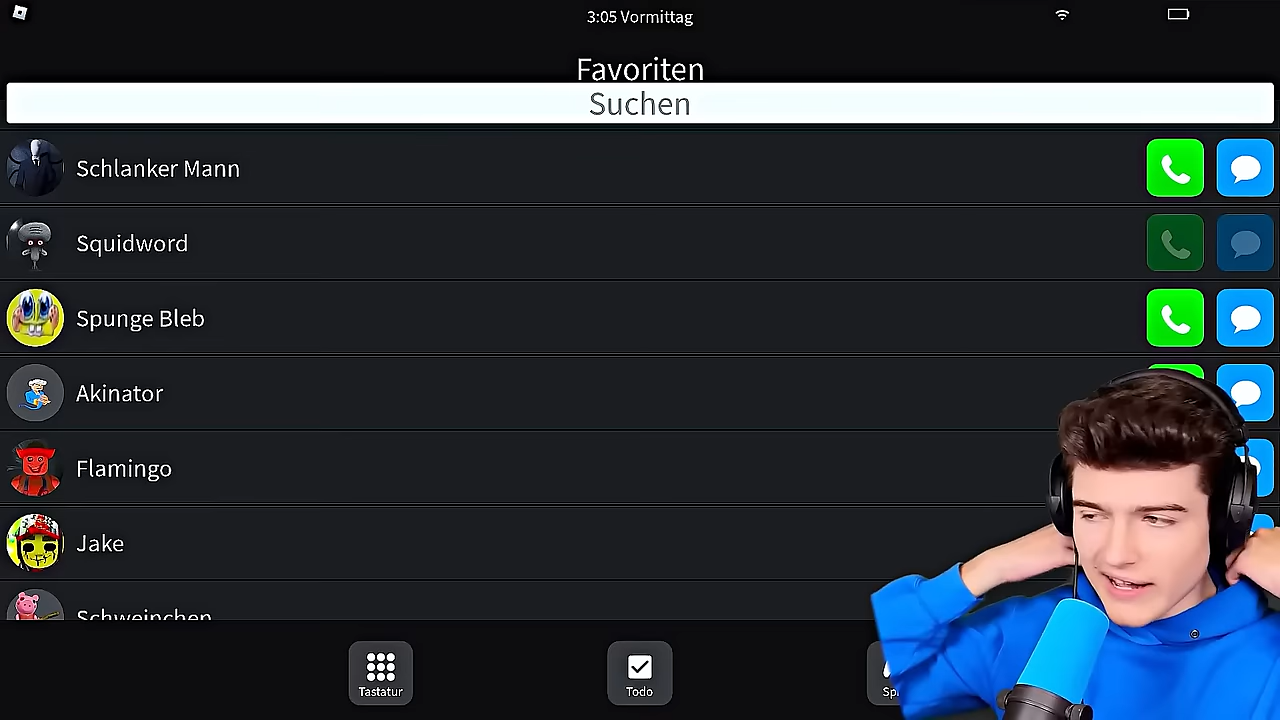 3:05 Vormittag
Favoriten
Suchen
Schlanker Mann
Squidword
Spunge Bleb
Akinator
Flamingo
Jake
Schweinchen
Tastatur
Todo